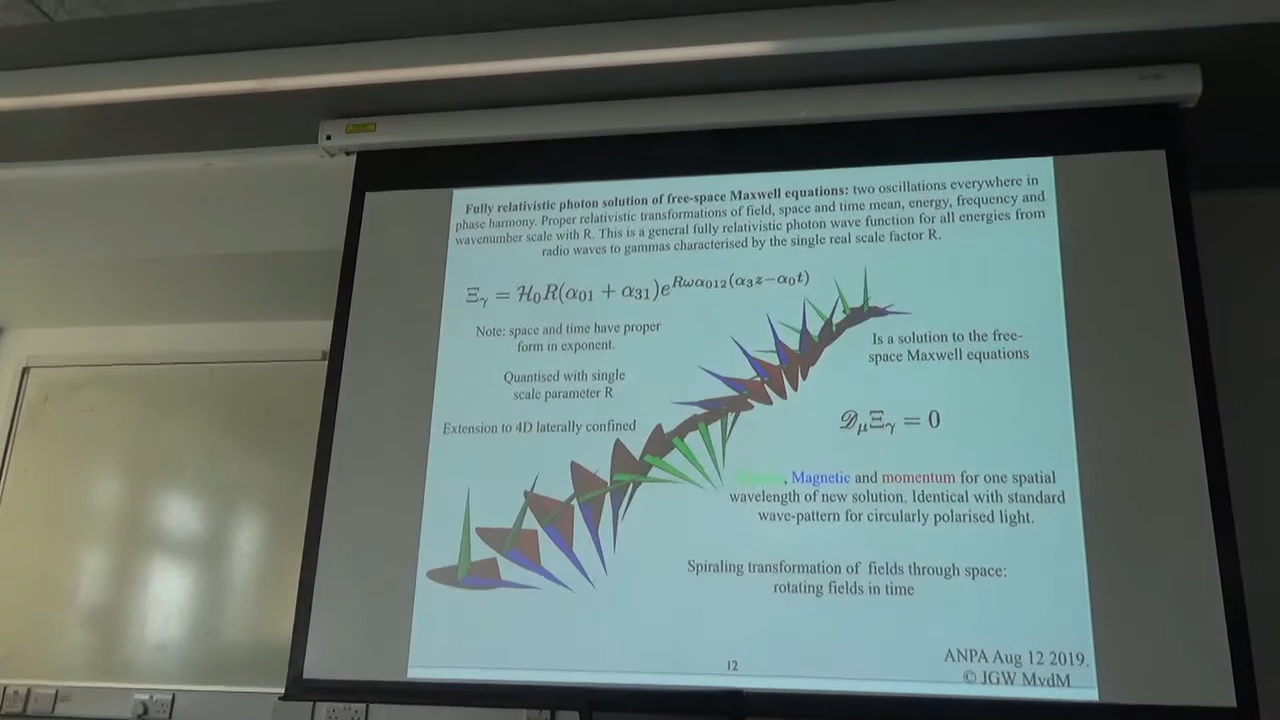 Fully relativistic photon solution of free-space Maxwell equations: two oscillations everywhere in
phase harmony. Proper relativistic transformations of field, space and time mean, energy, frequency and
wavenumber scale with R. This is a general fully relativistic photon wave function for all energies from
radio waves to gammas characterised by the single real scale factor R.
Ξγ = ℋ₀R(α₀₁ + α₃₁)e^{Rωα₀₁₂(α₃z−α₀t)}
Note: space and time have proper
form in exponent.
Quantised with single
scale parameter R
Extension to 4D laterally confined
Is a solution to the free-
space Maxwell equations
𝒟μΞγ = 0
, Magnetic and momentum for one spatial
wavelength of new solution. Identical with standard
wave-pattern for circularly polarised light.
Spiraling transformation of fields through space:
rotating fields in time
12
ANPA Aug 12 2019.
© JGW MvdM